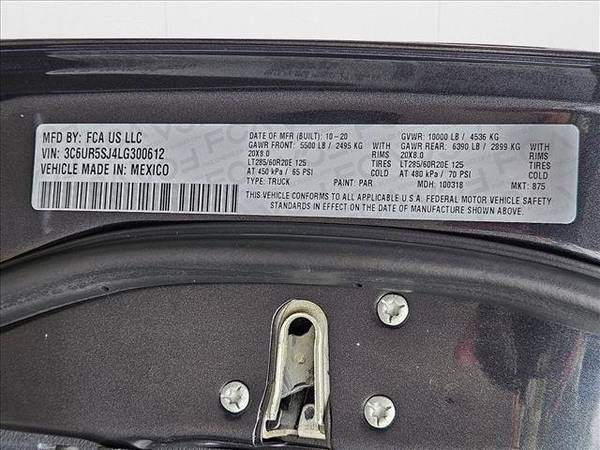 MFD BY: FCA US LLC
VIN: 3C6UR5SJ4LG300612
VEHICLE MADE IN: MEXICO
DATE OF MFR (BUILT): 10-20 GVWR: 10000 LB / 4536 KG
GAWR FRONT: 5500 LB / 2495 KG GAWR REAR: 6390 LB / 2899 KG
20X8.0 RIMS 20X8.0 RIMS
LT285/60R20E 125 TIRES LT285/60R20E 125 TIRES
AT 450 kPa / 65 PSI COLD AT 480 kPa / 70 PSI COLD
TYPE: TRUCK PAINT: PAR MDH: 100318 MKT: 875
THIS VEHICLE CONFORMS TO ALL APPLICABLE U.S.A. FEDERAL MOTOR VEHICLE SAFETY
STANDARDS IN EFFECT ON THE DATE OF MANUFACTURE SHOWN ABOVE.